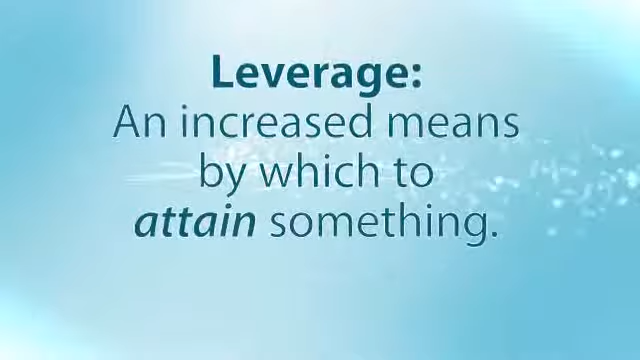 Leverage:
An increased means
by which to
attain something.